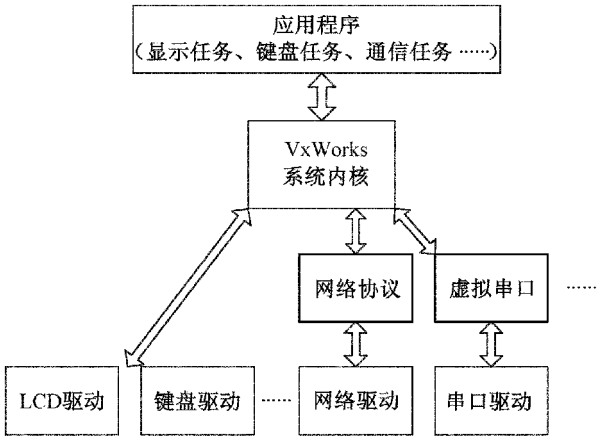 应用程序
（显示任务、键盘任务、通信任务……）
VxWorks
系统内核
网络协议
虚拟串口
……
LCD驱动
键盘驱动
……
网络驱动
串口驱动